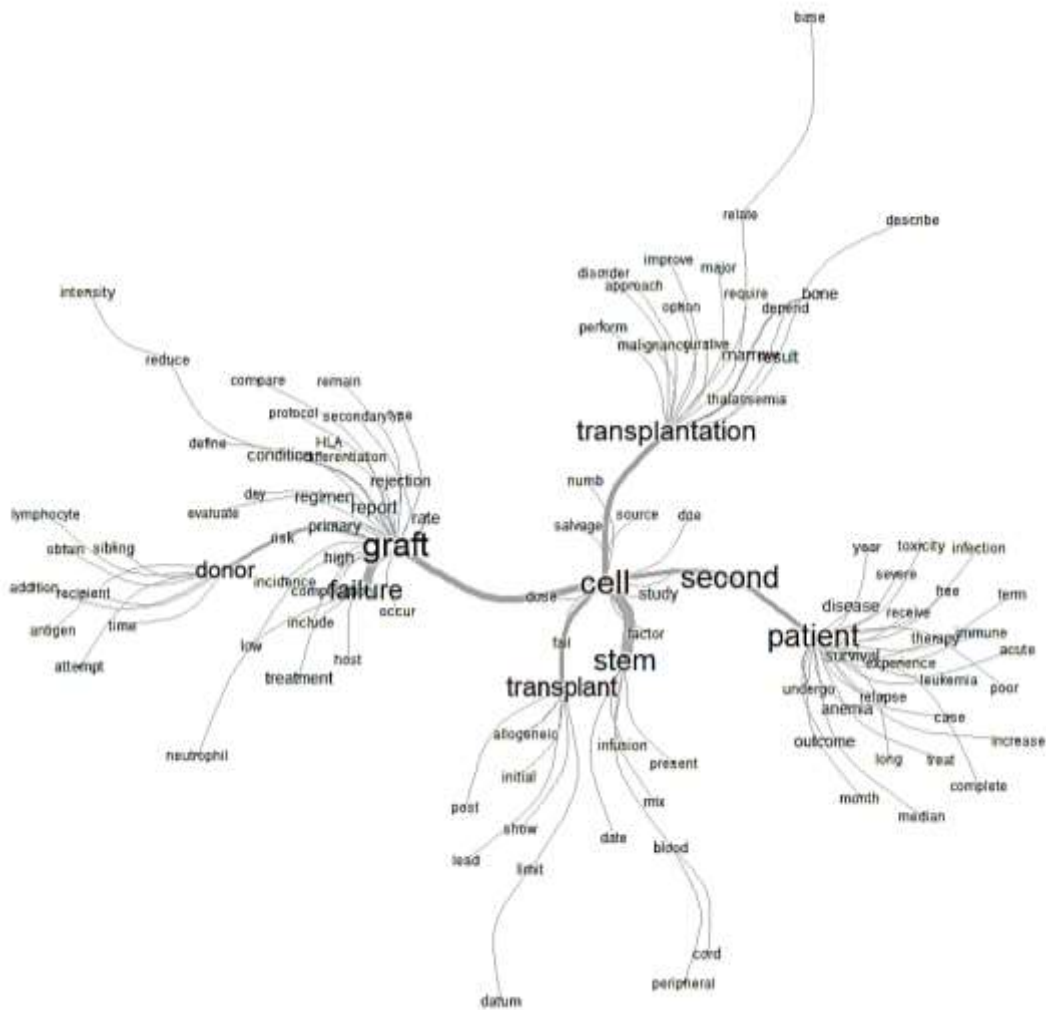 base
relate
describe
improve
major
disorder
approach
require
bone
intensity
option
depend
perform
malignancy
curative
marrow
result
reduce
compare
remain
thalassemia
protocol
secondary
type
transplantation
define
HLA
condition
differentiation
rejection
numb
day
regimen
report
source
evaluate
rate
salvage
lymphocyte
primary
graft
year
toxicity
infection
obtain
sibling
high
donor
cell
second
severe
addition
recipient
incidence
failure
dose
study
disease
free
term
occur
receive
antigen
time
include
factor
patient
therapy
immune
low
fail
survival
acute
attempt
host
stem
experience
treatment
transplant
undergo
relapse
leukemia
poor
anemia
case
allogeneic
infusion
outcome
increase
neutrophil
initial
present
long
treat
complete
post
mix
month
median
show
date
lead
limit
blood
cord
peripheral
datum